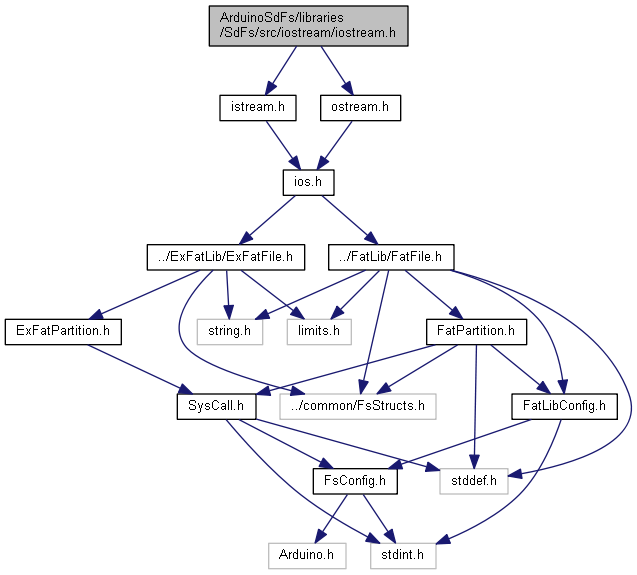 ArduinoSdFs/libraries
/SdFs/src/iostream/iostream.h
istream.h
ostream.h
ios.h
../ExFatLib/ExFatFile.h
../FatLib/FatFile.h
ExFatPartition.h
string.h
limits.h
FatPartition.h
SysCall.h
../common/FsStructs.h
FatLibConfig.h
FsConfig.h
stddef.h
Arduino.h
stdint.h